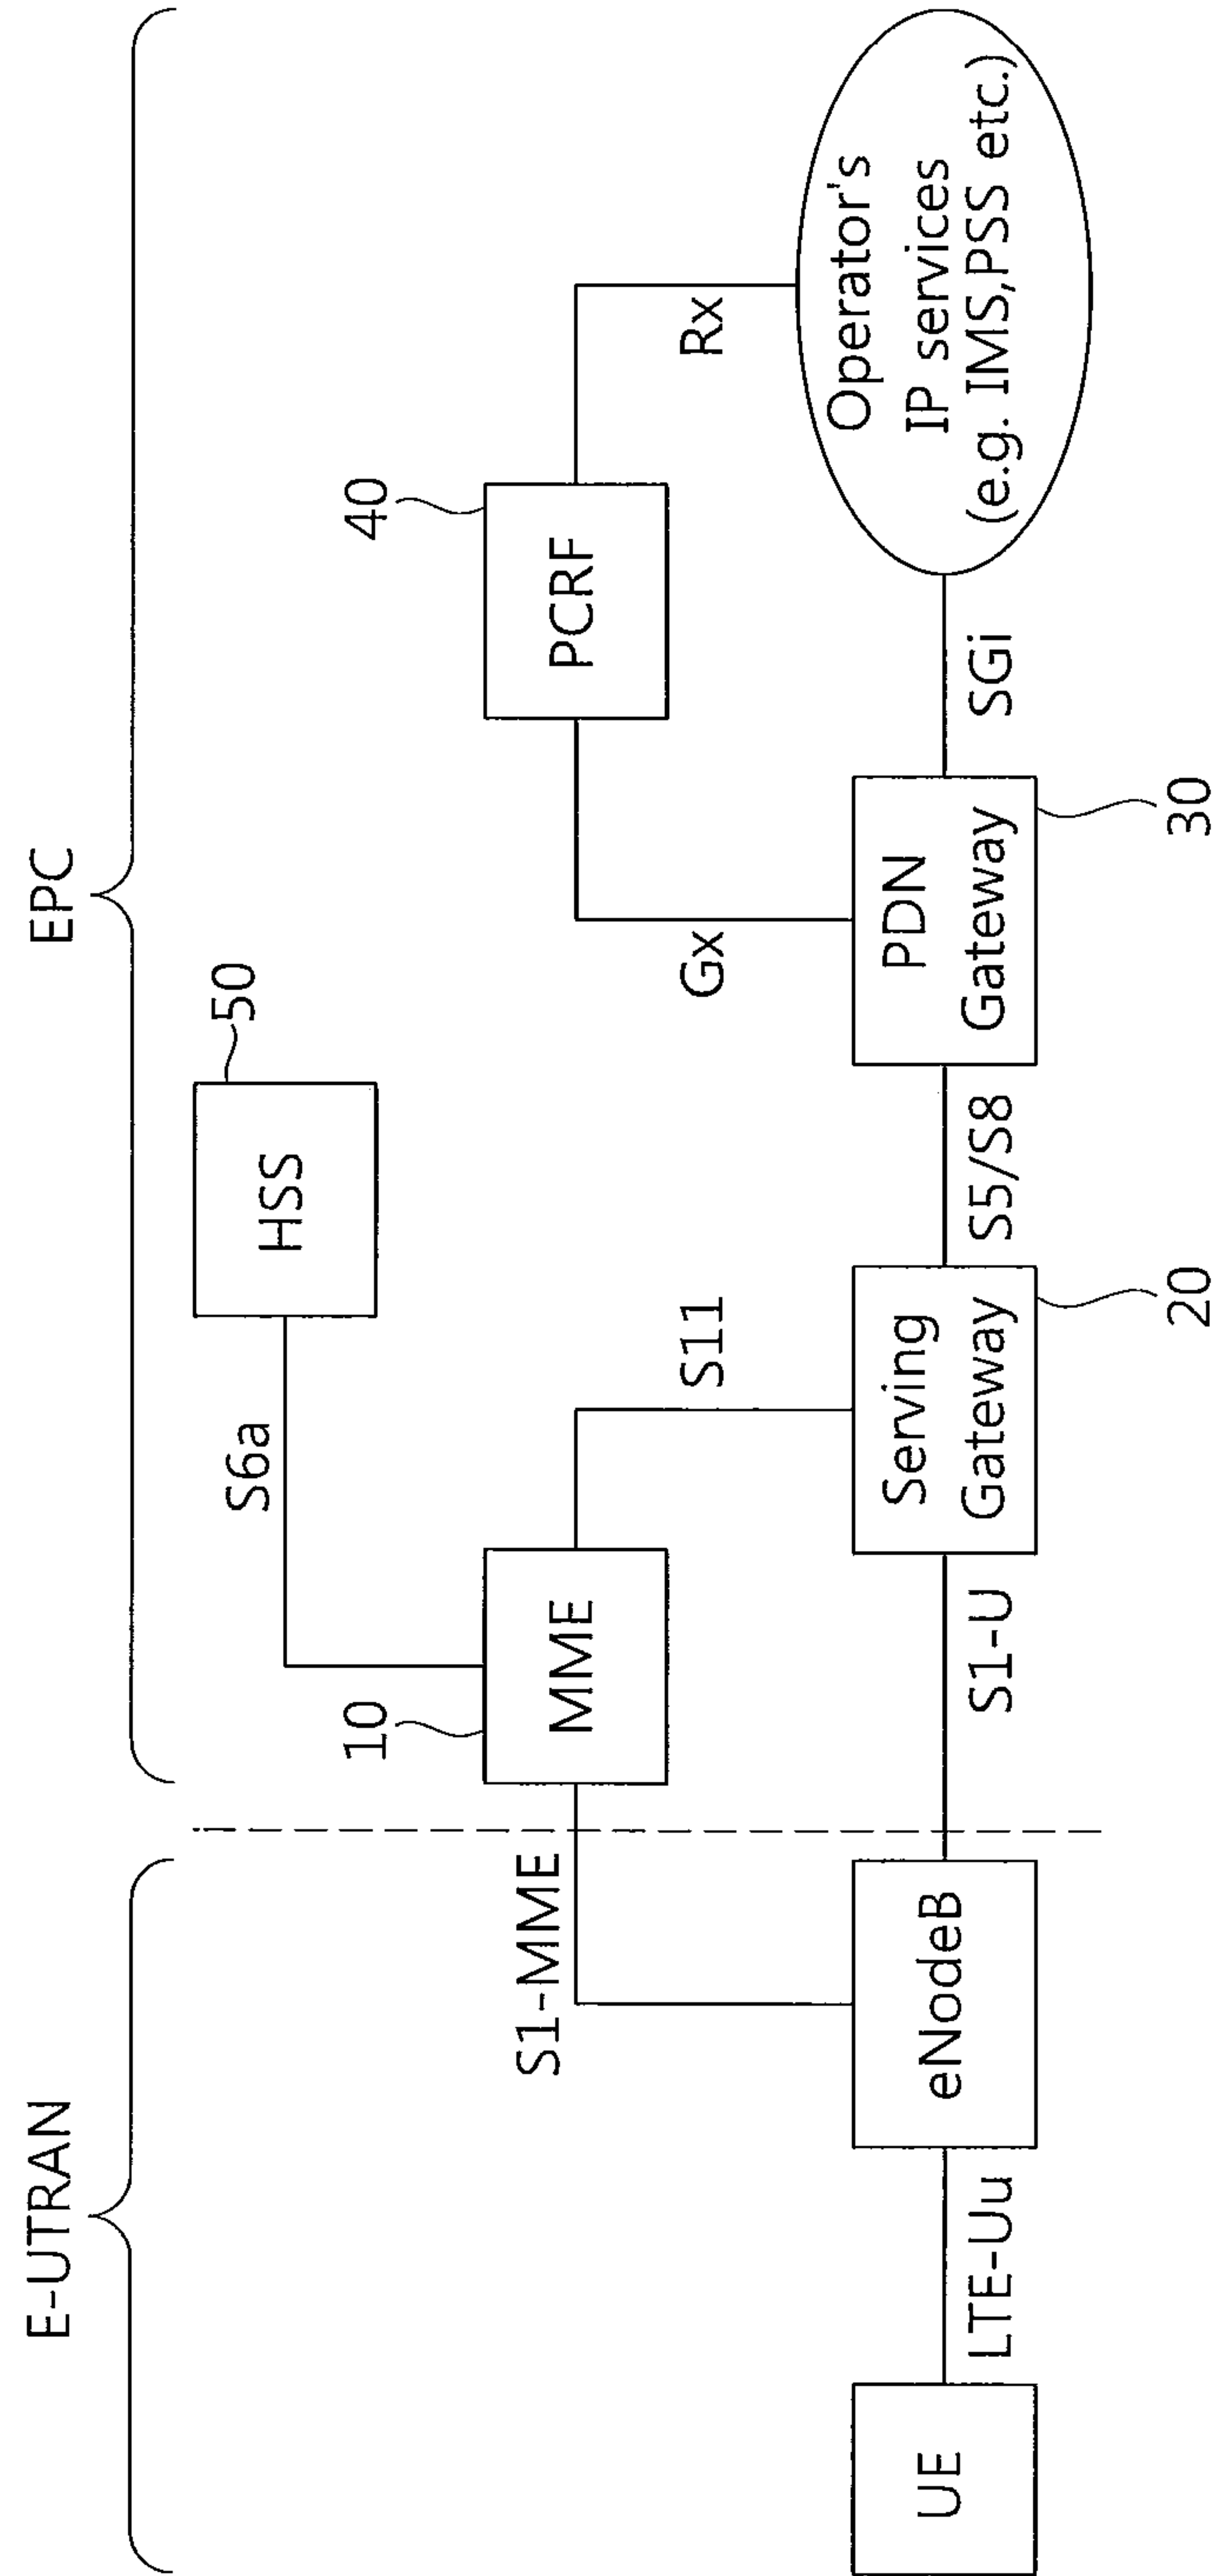 E-UTRAN
EPC
HSS
50
S6a
10
MME
40
PCRF
S1-MME
S11
Gx
Rx
UE
LTE-Uu
eNodeB
S1-U
Serving
Gateway
20
S5/S8
PDN
Gateway
30
SGi
Operator's
IP services
(e.g. IMS,PSS etc.)